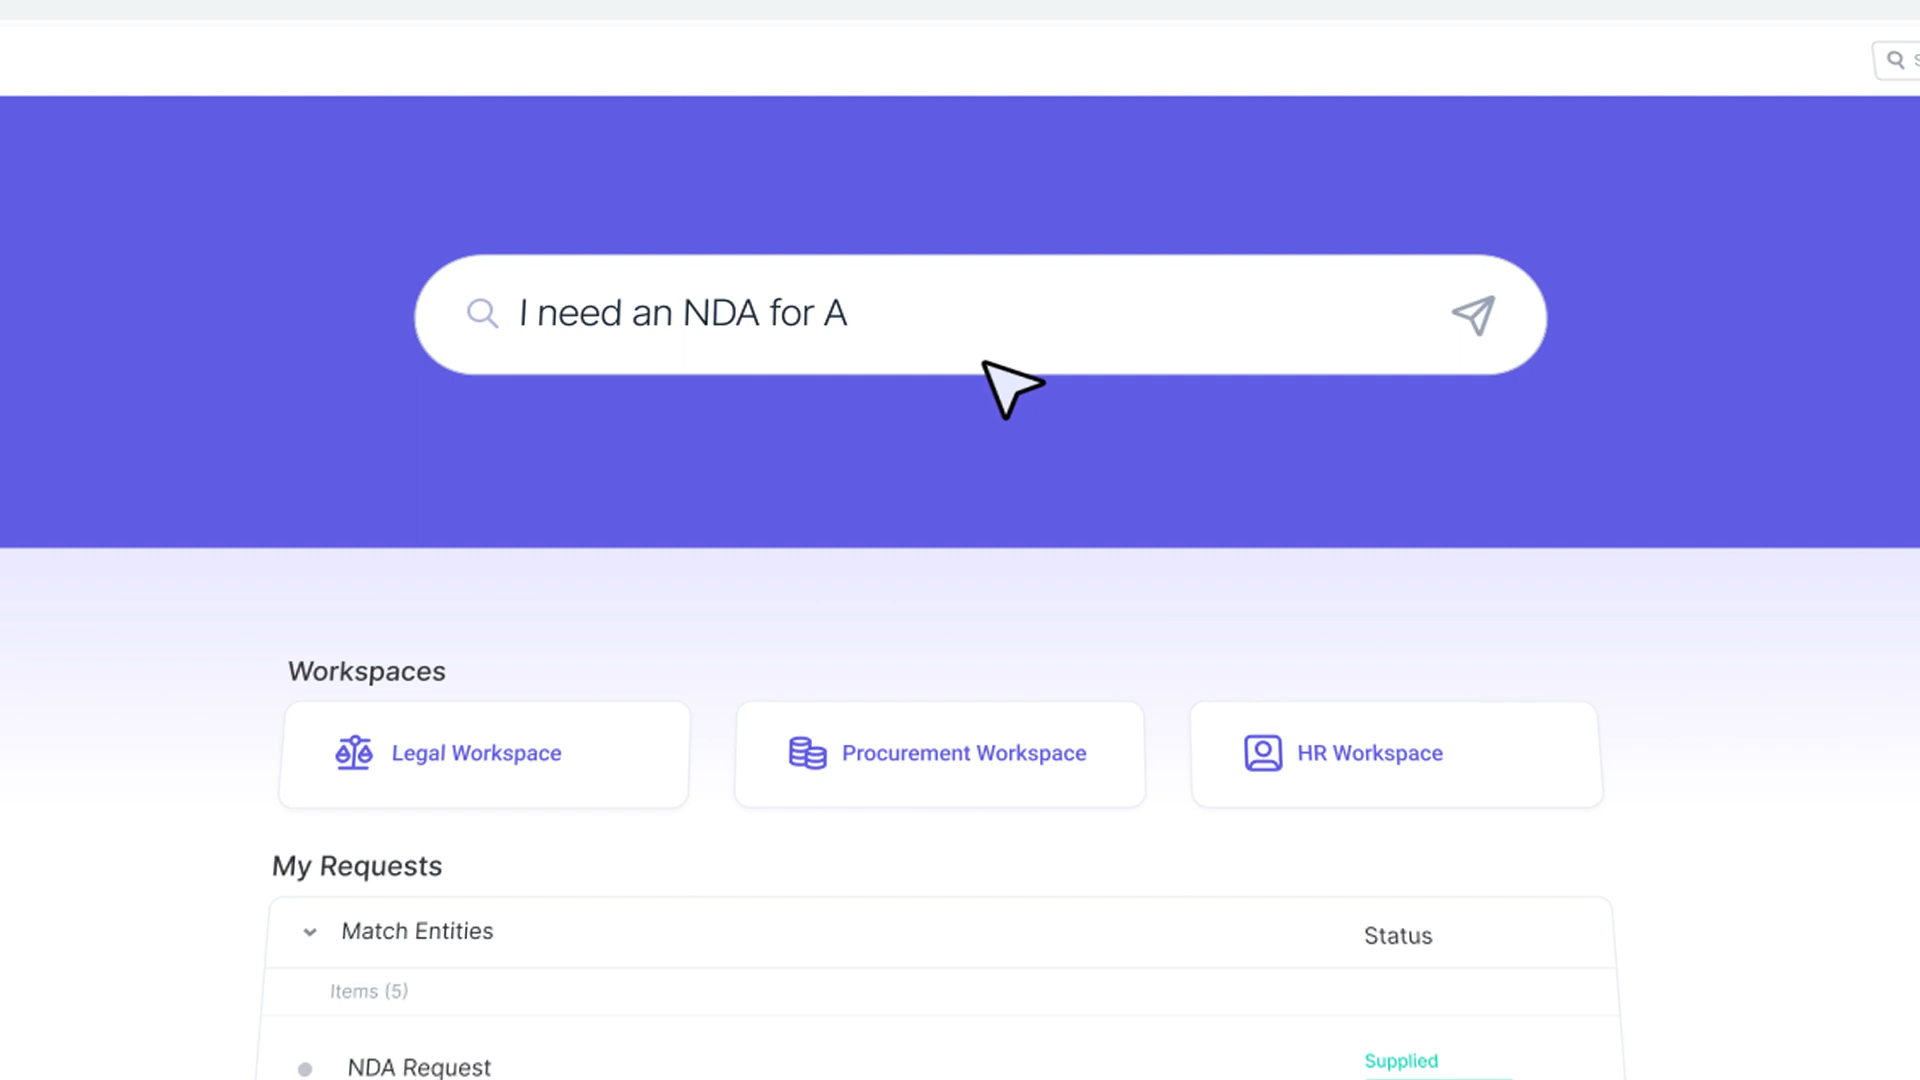 I need an NDA for A
Workspaces
Legal Workspace
Procurement Workspace
HR Workspace
My Requests
Match Entities
Status
Items (5)
NDA Request
Supplied